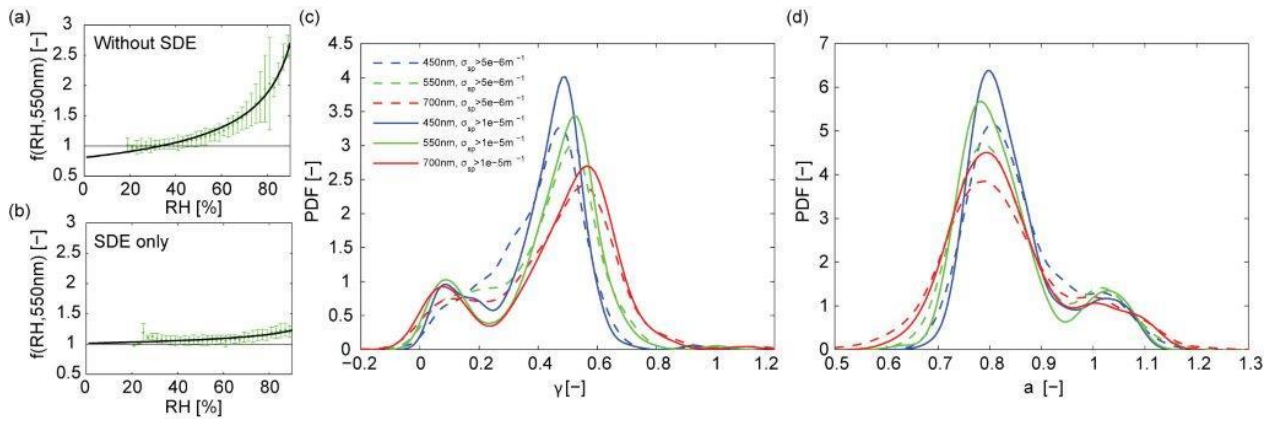 (a)
f(RH,550nm) [−]
3
2.5
2
1.5
1
0.5
Without SDE
0 20 40 60 80
RH [%]
(b)
f(RH,550nm) [−]
3
2.5
2
1.5
1
0.5
SDE only
0 20 40 60 80
RH [%]
(c)
PDF [−]
4.5
4
3.5
3
2.5
2
1.5
1
0.5
0
450nm, σsp>5e−6m −1
550nm, σsp>5e−6m −1
700nm, σsp>5e−6m −1
450nm, σsp>1e−5m −1
550nm, σsp>1e−5m −1
700nm, σsp>1e−5m −1
−0.2 0 0.2 0.4 0.6 0.8 1 1.2
γ [−]
(d)
PDF [−]
7
6
5
4
3
2
1
0
0.5 0.6 0.7 0.8 0.9 1 1.1 1.2 1.3
a [−]